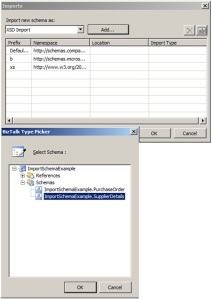 Imports
Import new schema as:
XSD Import
Add...
Prefix Namespace Location Import Type
Defaul... http://schemas.compa...
b http://schemas.micros...
xs http://www.w3.org/20...
OK Cancel
BizTalk Type Picker
Select Schema :
ImportSchemaExample
References
Schemas
ImportSchemaExample.PurchaseOrder
ImportSchemaExample.SupplierDetails
OK Cancel